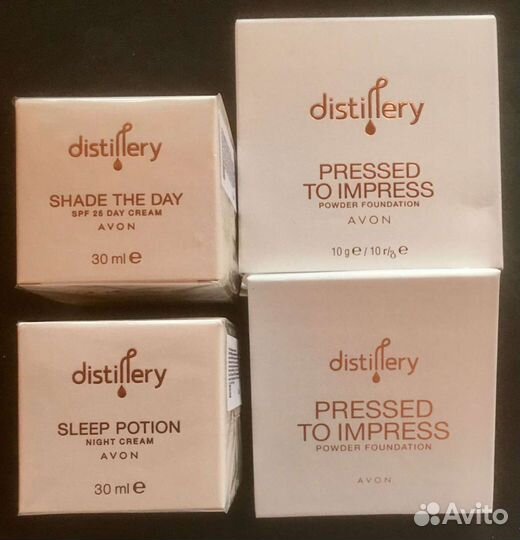 distillery
SHADE THE DAY
SPF 25 DAY CREAM
AVON
30 ml e
distillery
PRESSED
TO IMPRESS
POWDER FOUNDATION
AVON
10 g e / 10 г/g e
distillery
SLEEP POTION
NIGHT CREAM
AVON
30 ml e
distillery
PRESSED
TO IMPRESS
POWDER FOUNDATION
AVON
Avito